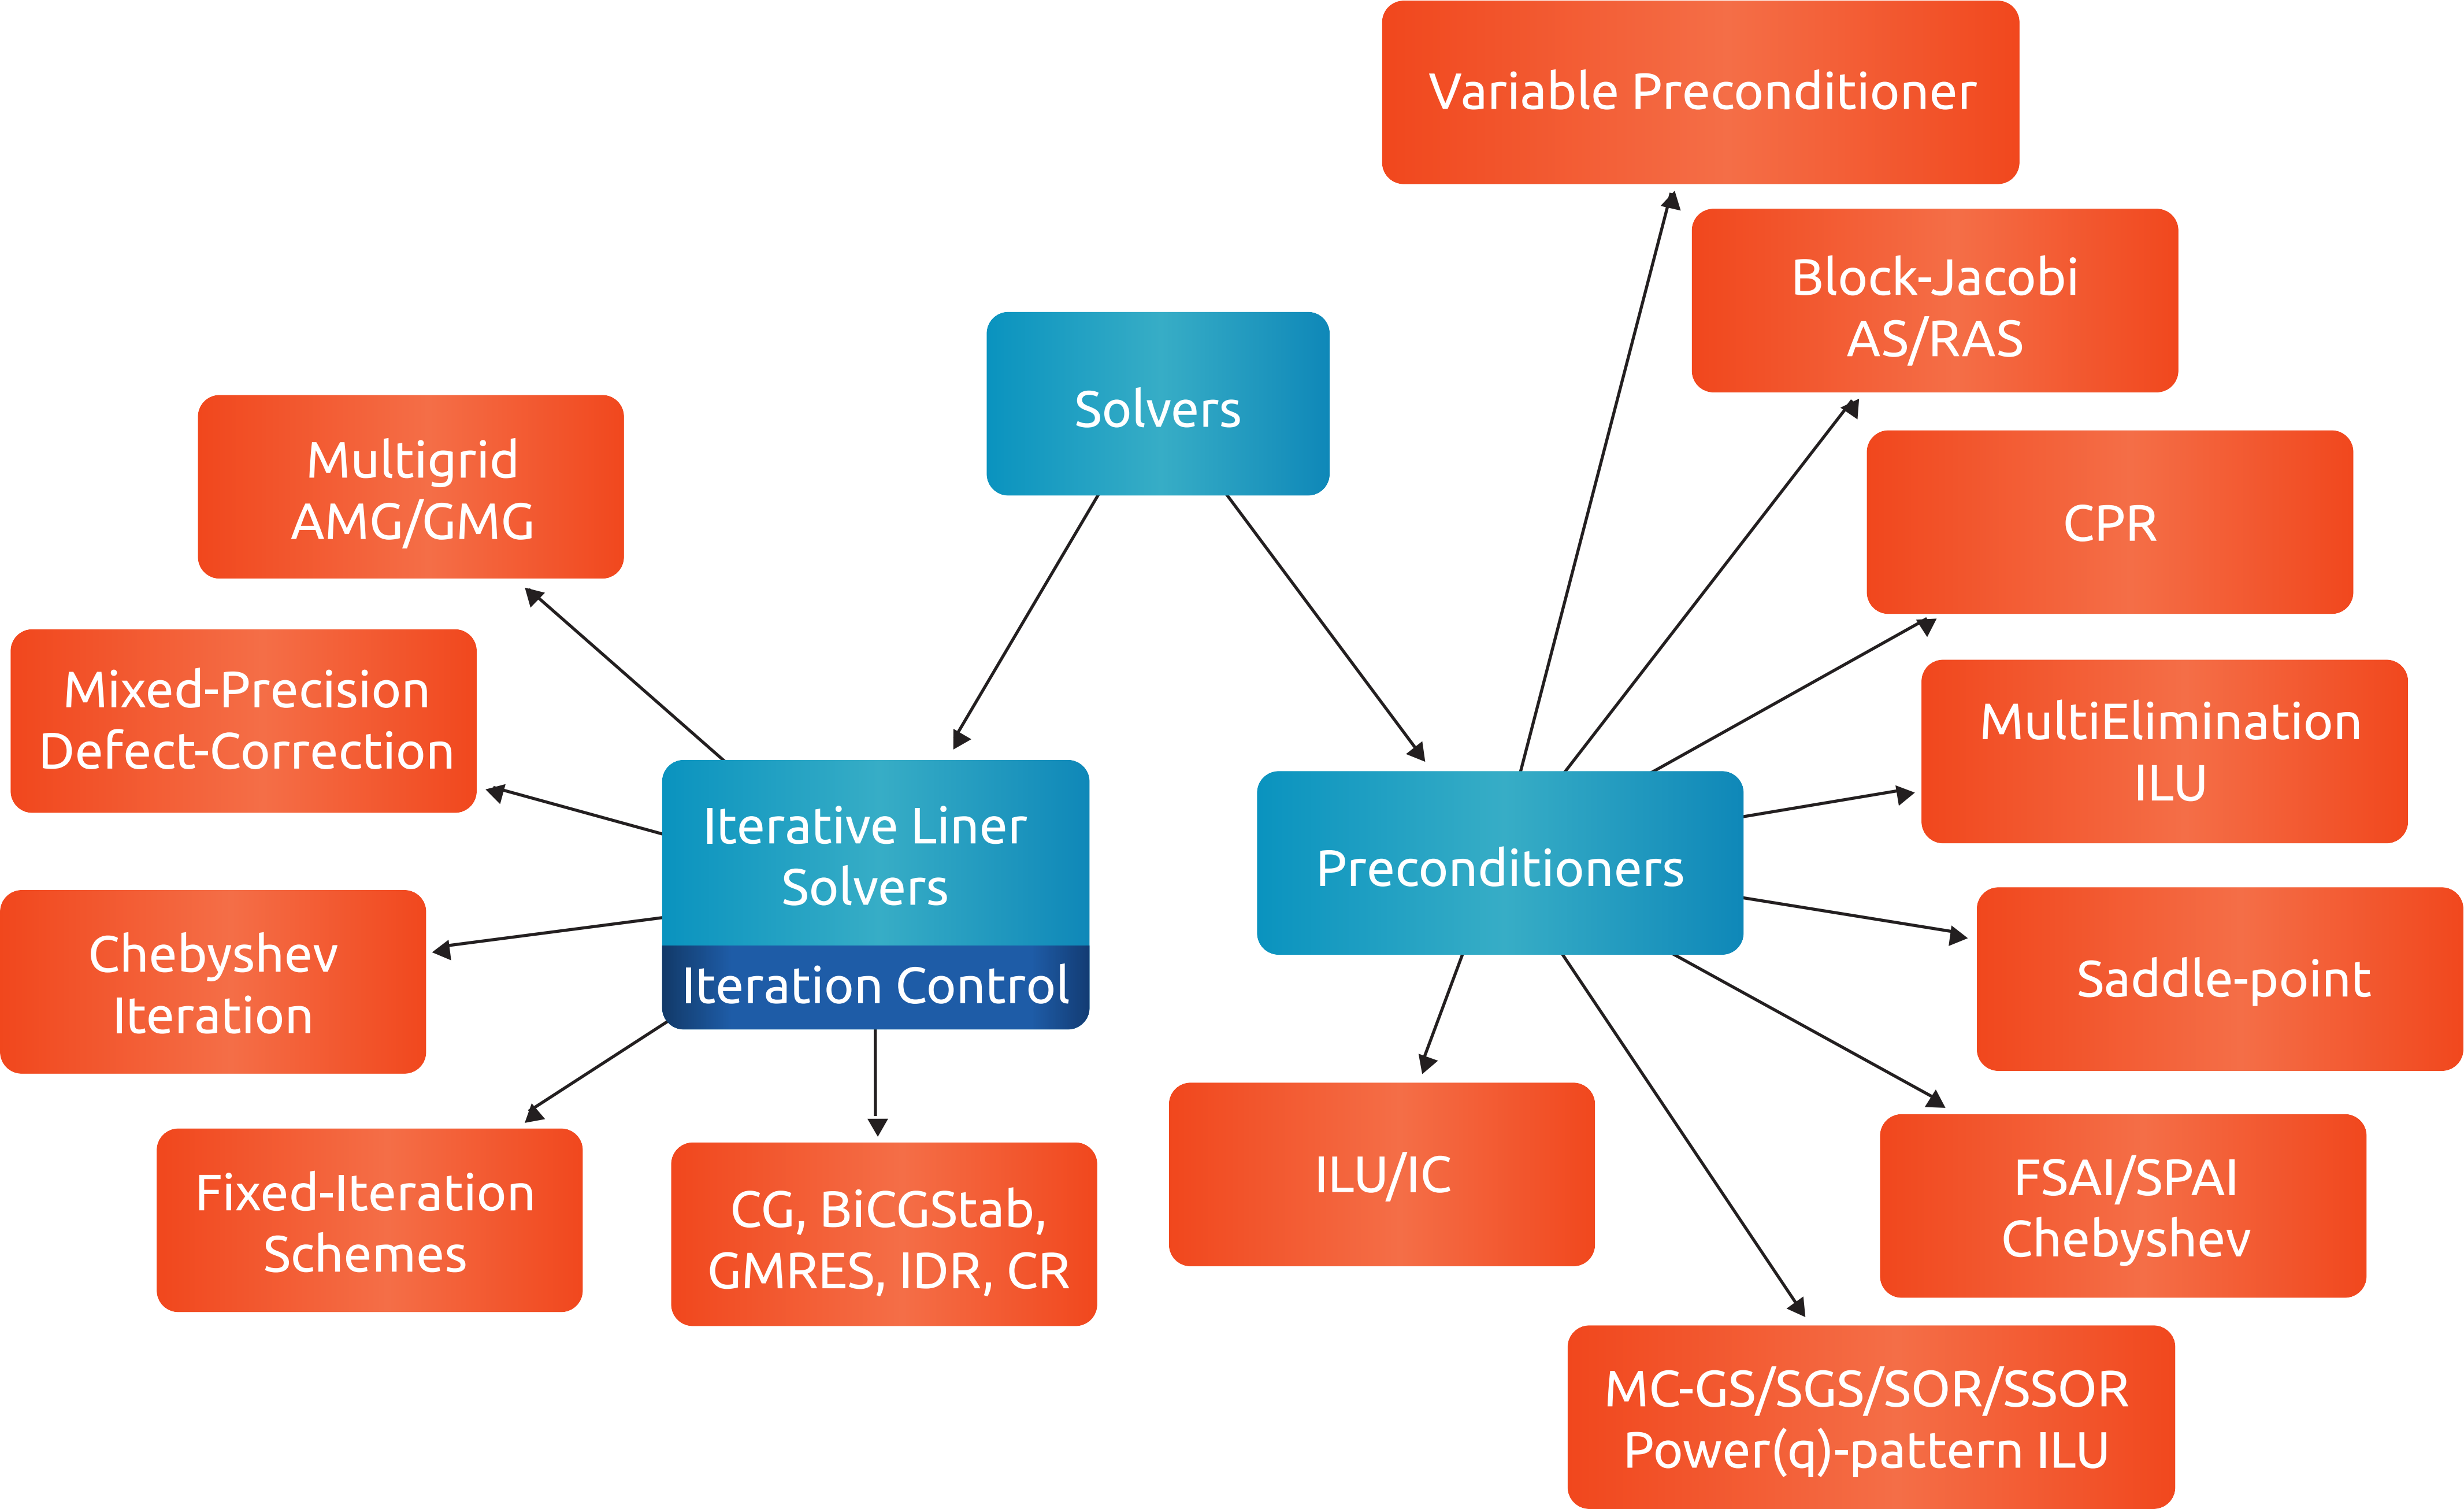 Variable Preconditioner
Block-Jacobi
AS/RAS
Solvers
Multigrid
AMG/GMG
CPR
Mixed-Precision
Defect-Correction
MultiElimination
ILU
Iterative Liner
Solvers
Iteration Control
Preconditioners
Chebyshev
Iteration
Saddle-point
Fixed-Iteration
Schemes
CG, BiCGStab,
GMRES, IDR, CR
ILU/IC
FSAI/SPAI
Chebyshev
MC-GS/SGS/SOR/SSOR
Power(q)-pattern ILU